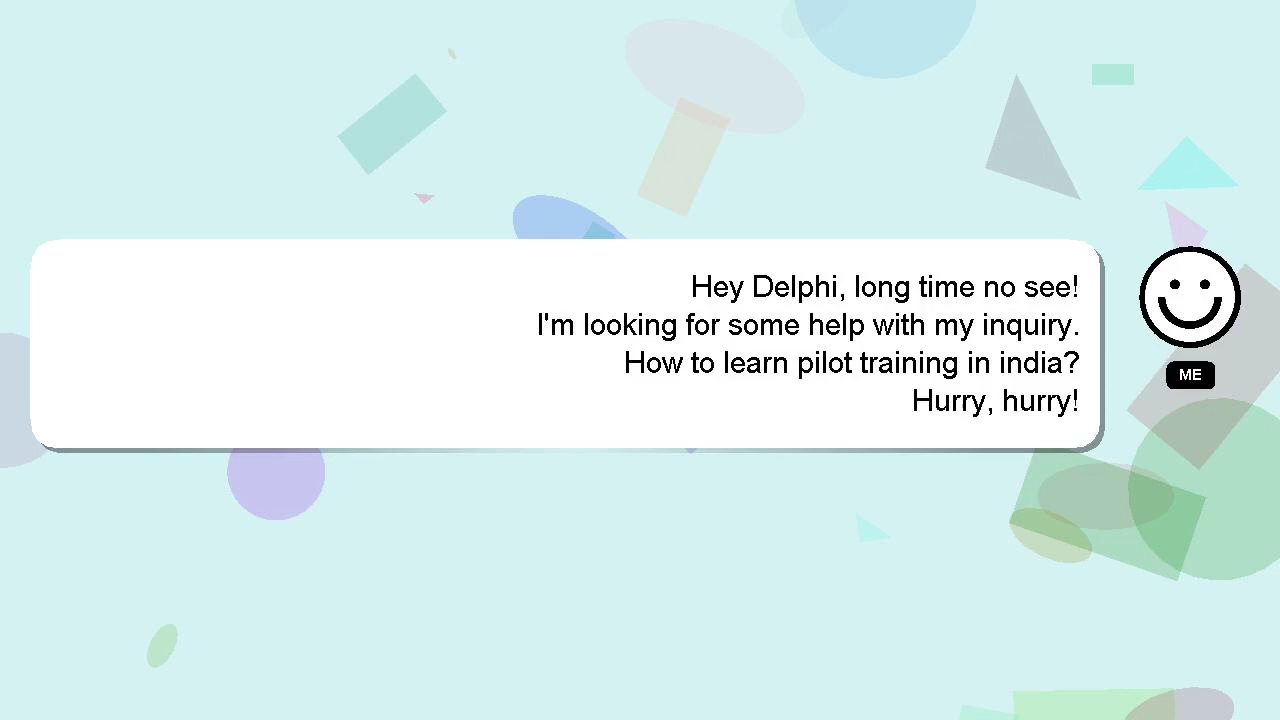 Hey Delphi, long time no see!
I'm looking for some help with my inquiry.
How to learn pilot training in india?
Hurry, hurry!
ME